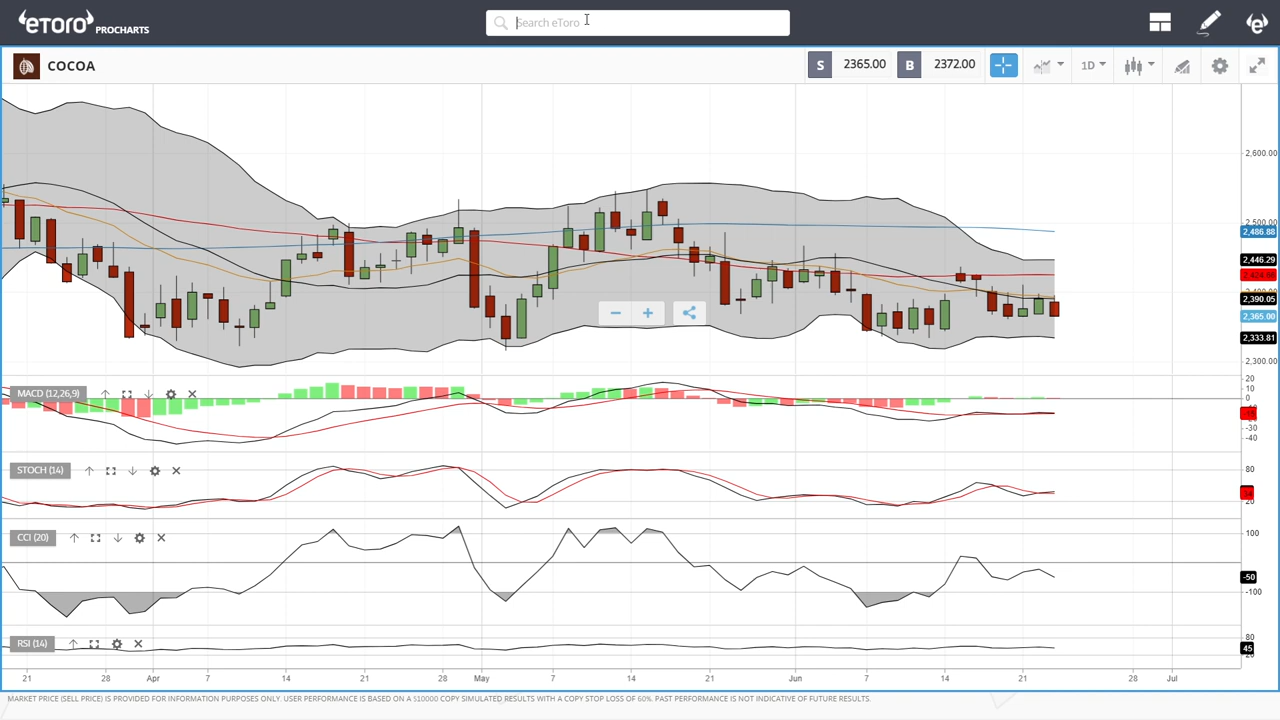 eToro PROCHARTS
Search eToro
COCOA
S 2365.00 B 2372.00 1D
2,600.00
2,500.00
2,486.88
2,446.29
2,390.05
2,365.00
2,333.81
2,300.00
MACD (12,26,9)
20
10
0
-30
-40
STOCH (14)
80
20
CCI (20)
100
-50
-100
RSI (14)
80
45
21 28 Apr 7 14 21 28 May 7 14 21 Jun 7 14 21 28 Jul
MARKET PRICE (SELL PRICE) IS PROVIDED FOR INFORMATION PURPOSES ONLY. USER PERFORMANCE IS BASED ON A $10000 COPY SIMULATED RESULTS WITH A COPY STOP LOSS OF 60%. PAST PERFORMANCE IS NOT INDICATIVE OF FUTURE RESULTS.